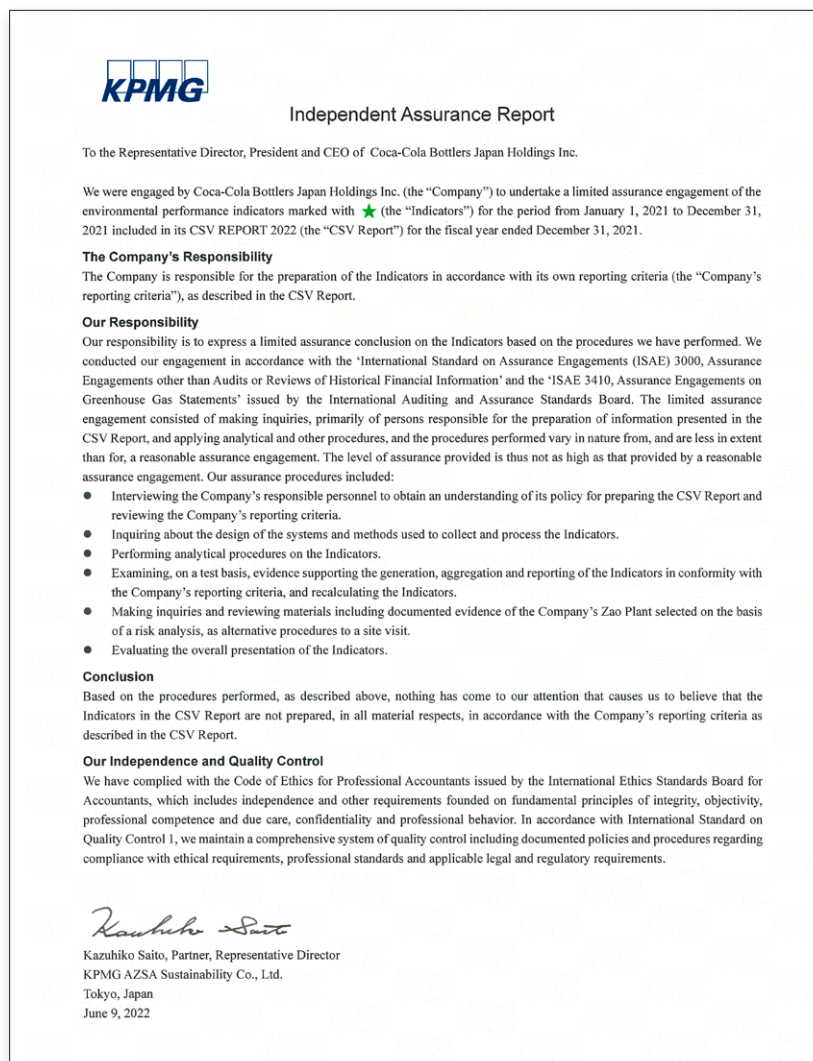 KPMG
Independent Assurance Report
To the Representative Director, President and CEO of Coca-Cola Bottlers Japan Holdings Inc.
We were engaged by Coca-Cola Bottlers Japan Holdings Inc. (the “Company”) to undertake a limited assurance engagement of the
environmental performance indicators marked with ★ (the “Indicators”) for the period from January 1, 2021 to December 31,
2021 included in its CSV REPORT 2022 (the “CSV Report”) for the fiscal year ended December 31, 2021.
The Company’s Responsibility
The Company is responsible for the preparation of the Indicators in accordance with its own reporting criteria (the “Company’s
reporting criteria”), as described in the CSV Report.
Our Responsibility
Our responsibility is to express a limited assurance conclusion on the Indicators based on the procedures we have performed. We
conducted our engagement in accordance with the ‘International Standard on Assurance Engagements (ISAE) 3000, Assurance
Engagements other than Audits or Reviews of Historical Financial Information’ and the ‘ISAE 3410, Assurance Engagements on
Greenhouse Gas Statements’ issued by the International Auditing and Assurance Standards Board. The limited assurance
engagement consisted of making inquiries, primarily of persons responsible for the preparation of information presented in the
CSV Report, and applying analytical and other procedures, and the procedures performed vary in nature from, and are less in extent
than for, a reasonable assurance engagement. The level of assurance provided is thus not as high as that provided by a reasonable
assurance engagement. Our assurance procedures included:
● Interviewing the Company’s responsible personnel to obtain an understanding of its policy for preparing the CSV Report and
reviewing the Company’s reporting criteria.
● Inquiring about the design of the systems and methods used to collect and process the Indicators.
● Performing analytical procedures on the Indicators.
● Examining, on a test basis, evidence supporting the generation, aggregation and reporting of the Indicators in conformity with
the Company’s reporting criteria, and recalculating the Indicators.
● Making inquiries and reviewing materials including documented evidence of the Company’s Zao Plant selected on the basis
of a risk analysis, as alternative procedures to a site visit.
● Evaluating the overall presentation of the Indicators.
Conclusion
Based on the procedures performed, as described above, nothing has come to our attention that causes us to believe that the
Indicators in the CSV Report are not prepared, in all material respects, in accordance with the Company’s reporting criteria as
described in the CSV Report.
Our Independence and Quality Control
We have complied with the Code of Ethics for Professional Accountants issued by the International Ethics Standards Board for
Accountants, which includes independence and other requirements founded on fundamental principles of integrity, objectivity,
professional competence and due care, confidentiality and professional behavior. In accordance with International Standard on
Quality Control 1, we maintain a comprehensive system of quality control including documented policies and procedures regarding
compliance with ethical requirements, professional standards and applicable legal and regulatory requirements.
Kazuhiko Saito
Kazuhiko Saito, Partner, Representative Director
KPMG AZSA Sustainability Co., Ltd.
Tokyo, Japan
June 9, 2022